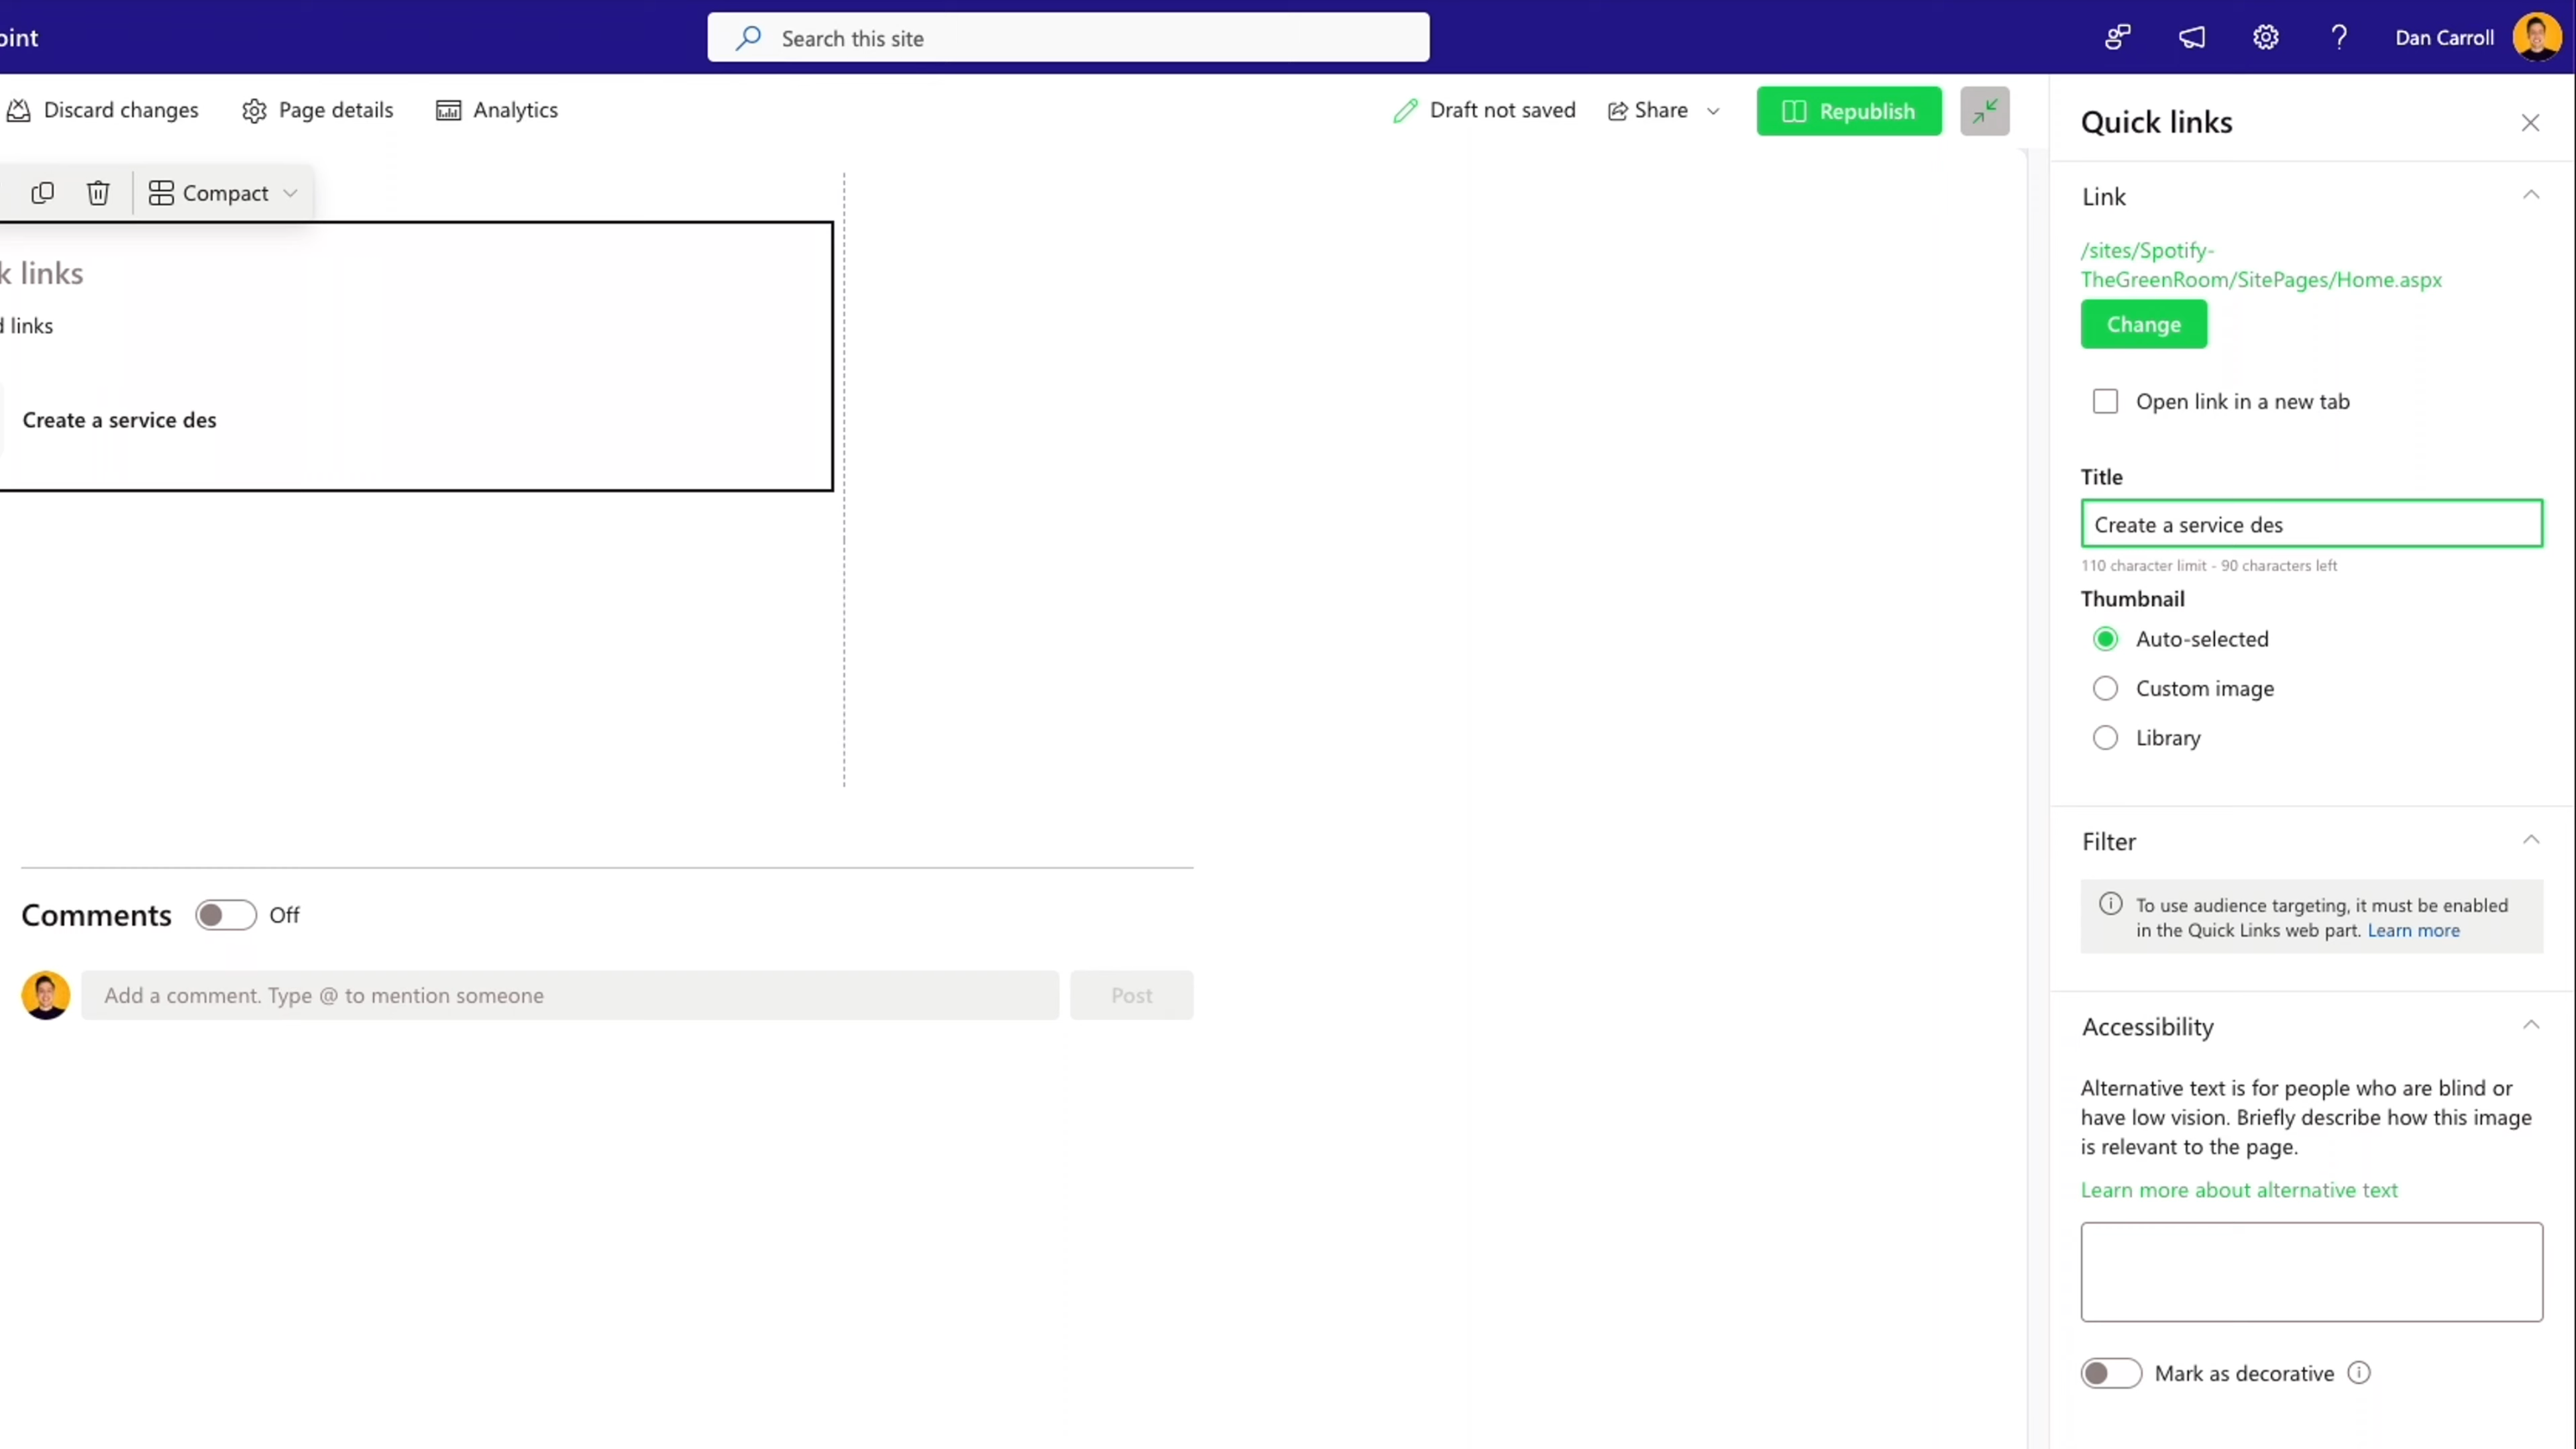 oint
Search this site
Dan Carroll
Discard changes
Page details
Analytics
Draft not saved
Share
Republish
Compact
k links
d links
Create a service des
Comments
Off
Add a comment. Type @ to mention someone
Post
Quick links
Link
/sites/Spotify-
TheGreenRoom/SitePages/Home.aspx
Change
Open link in a new tab
Title
Create a service des
110 character limit - 90 characters left
Thumbnail
Auto-selected
Custom image
Library
Filter
To use audience targeting, it must be enabled
in the Quick Links web part. Learn more
Accessibility
Alternative text is for people who are blind or
have low vision. Briefly describe how this image
is relevant to the page.
Learn more about alternative text
Mark as decorative